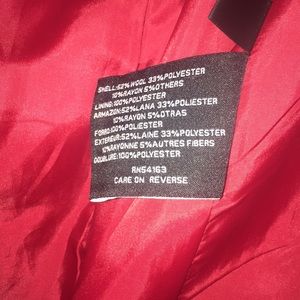 SHELL:52%WOOL 33%POLYESTER
10%RAYON 5%OTHERS
LINING:100%POLYESTER
ARMAZON:52%LANA 33%POLYESTER
10%RAYON 5%OTRAS
FORRO:100%POLIESTER
EXTERIEUR:52%LAINE 33%POLYESTER
10%RAYONNE 5%AUTRES FIBERS
DOUBLURE:100%POLYESTER
RN54163
CARE ON REVERSE